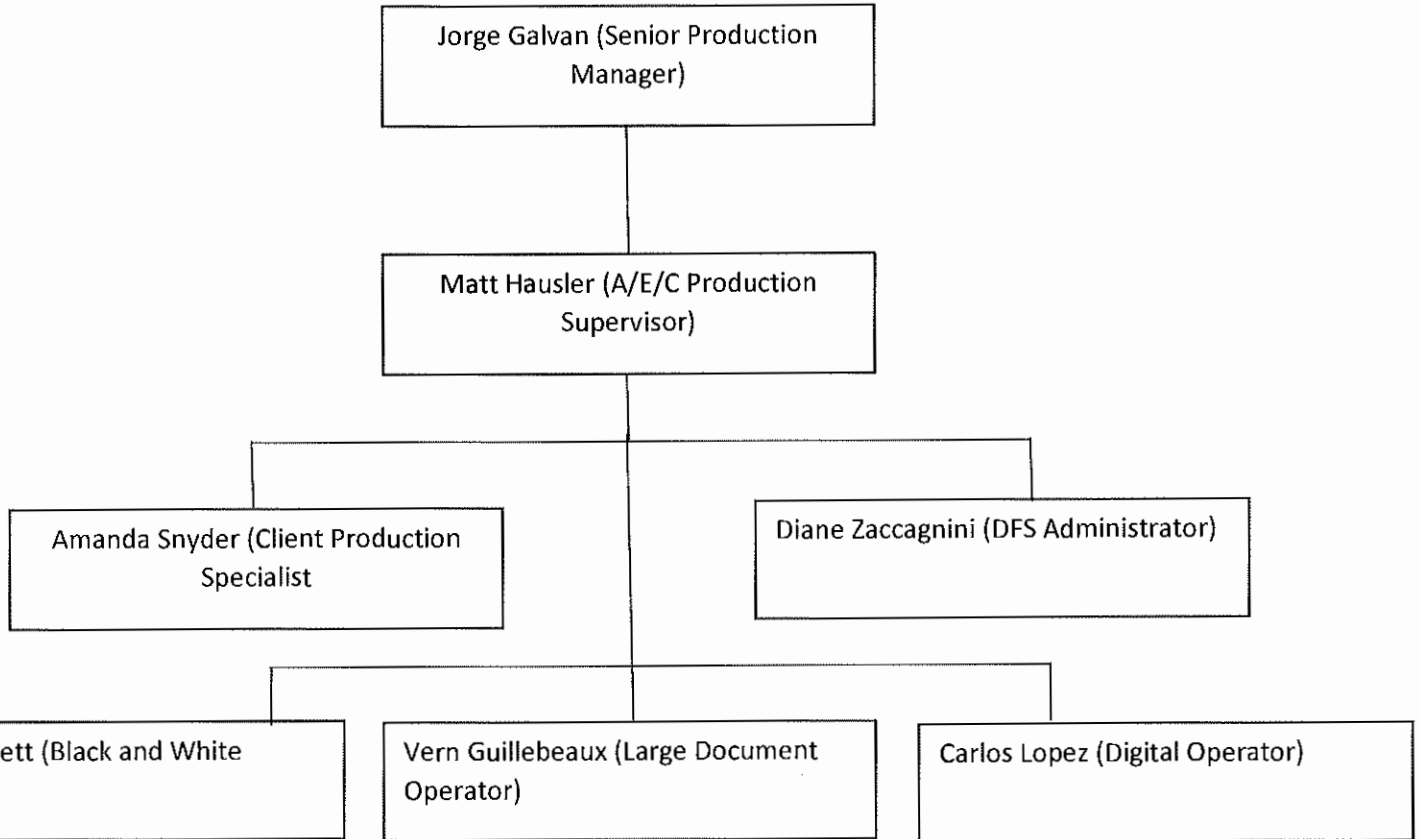 Jorge Galvan (Senior Production
Manager)
Matt Hausler (A/E/C Production
Supervisor)
Amanda Snyder (Client Production
Specialist
Diane Zaccagnini (DFS Administrator)
(Black and White
Vern Guillebeaux (Large Document
Operator)
Carlos Lopez (Digital Operator)